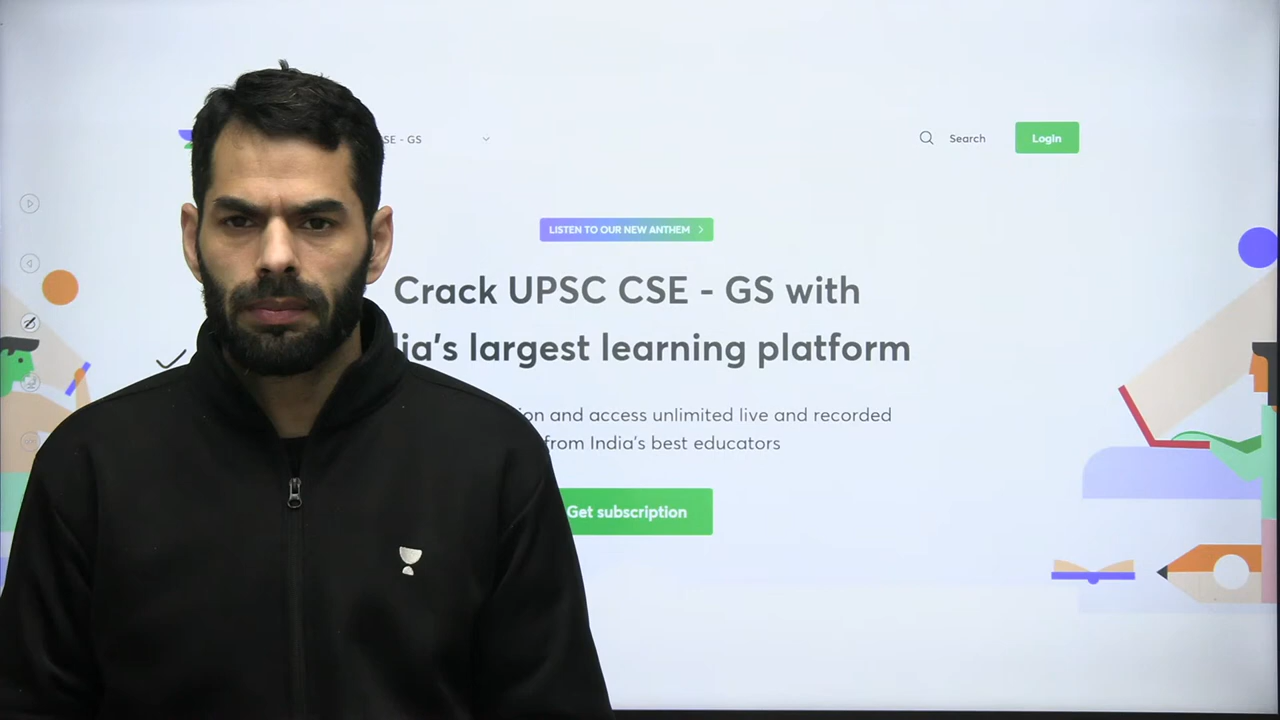 SE - GS
Search
Login
LISTEN TO OUR NEW ANTHEM
Crack UPSC CSE - GS with
lia's largest learning platform
on and access unlimited live and recorded
from India's best educators
Get subscription